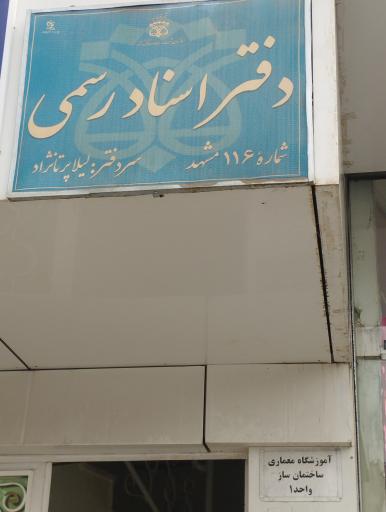 دفتر اسناد رسمی
شمارهٔ ۱۱۶ مشهد
سردفتر: لیلا پرتانژاد
آموزشگاه معماری
ساختمان ساز
واحد ۱